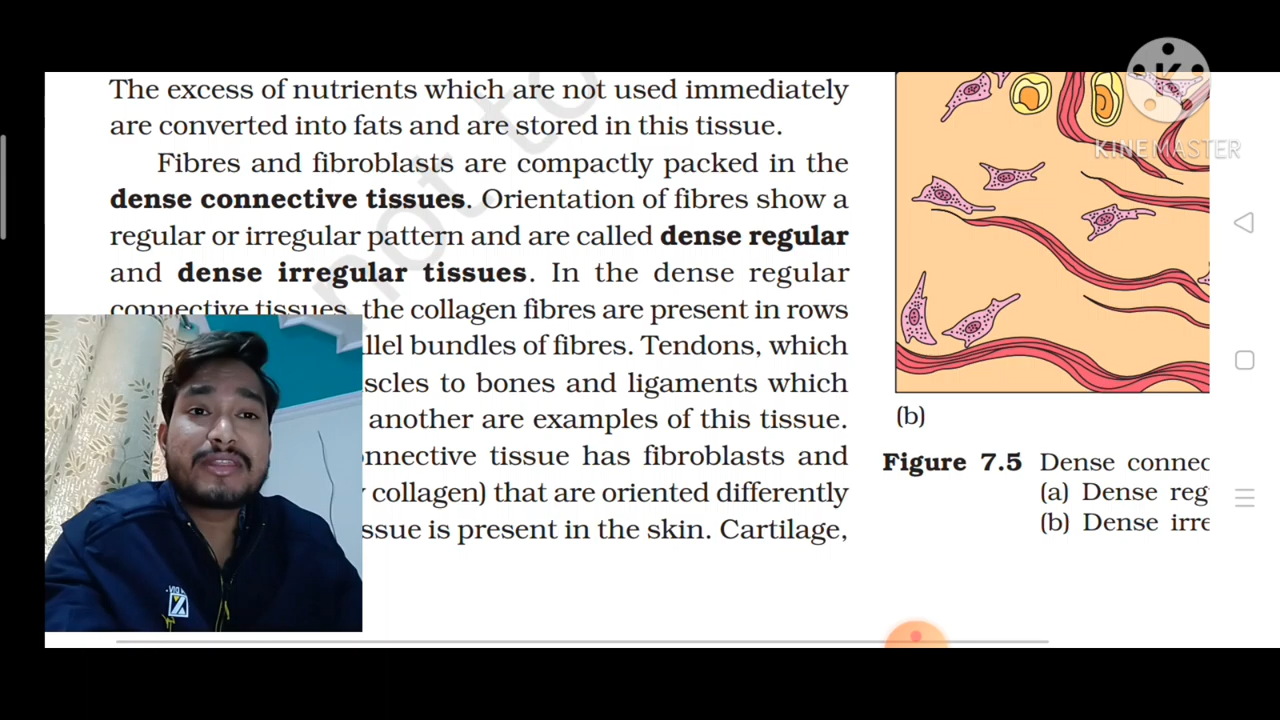 The excess of nutrients which are not used immediately
are converted into fats and are stored in this tissue.
Fibres and fibroblasts are compactly packed in the
dense connective tissues. Orientation of fibres show a
regular or irregular pattern and are called dense regular
and dense irregular tissues. In the dense regular
connective tissues, the collagen fibres are present in rows
bundles of fibres. Tendons, which
to bones and ligaments which
another are examples of this tissue.
tissue has fibroblasts and
collagen) that are oriented differently
is present in the skin. Cartilage,
not to
K
KINEMASTER
(b)
Figure 7.5 Dense connec
(a) Dense reg
(b) Dense irre